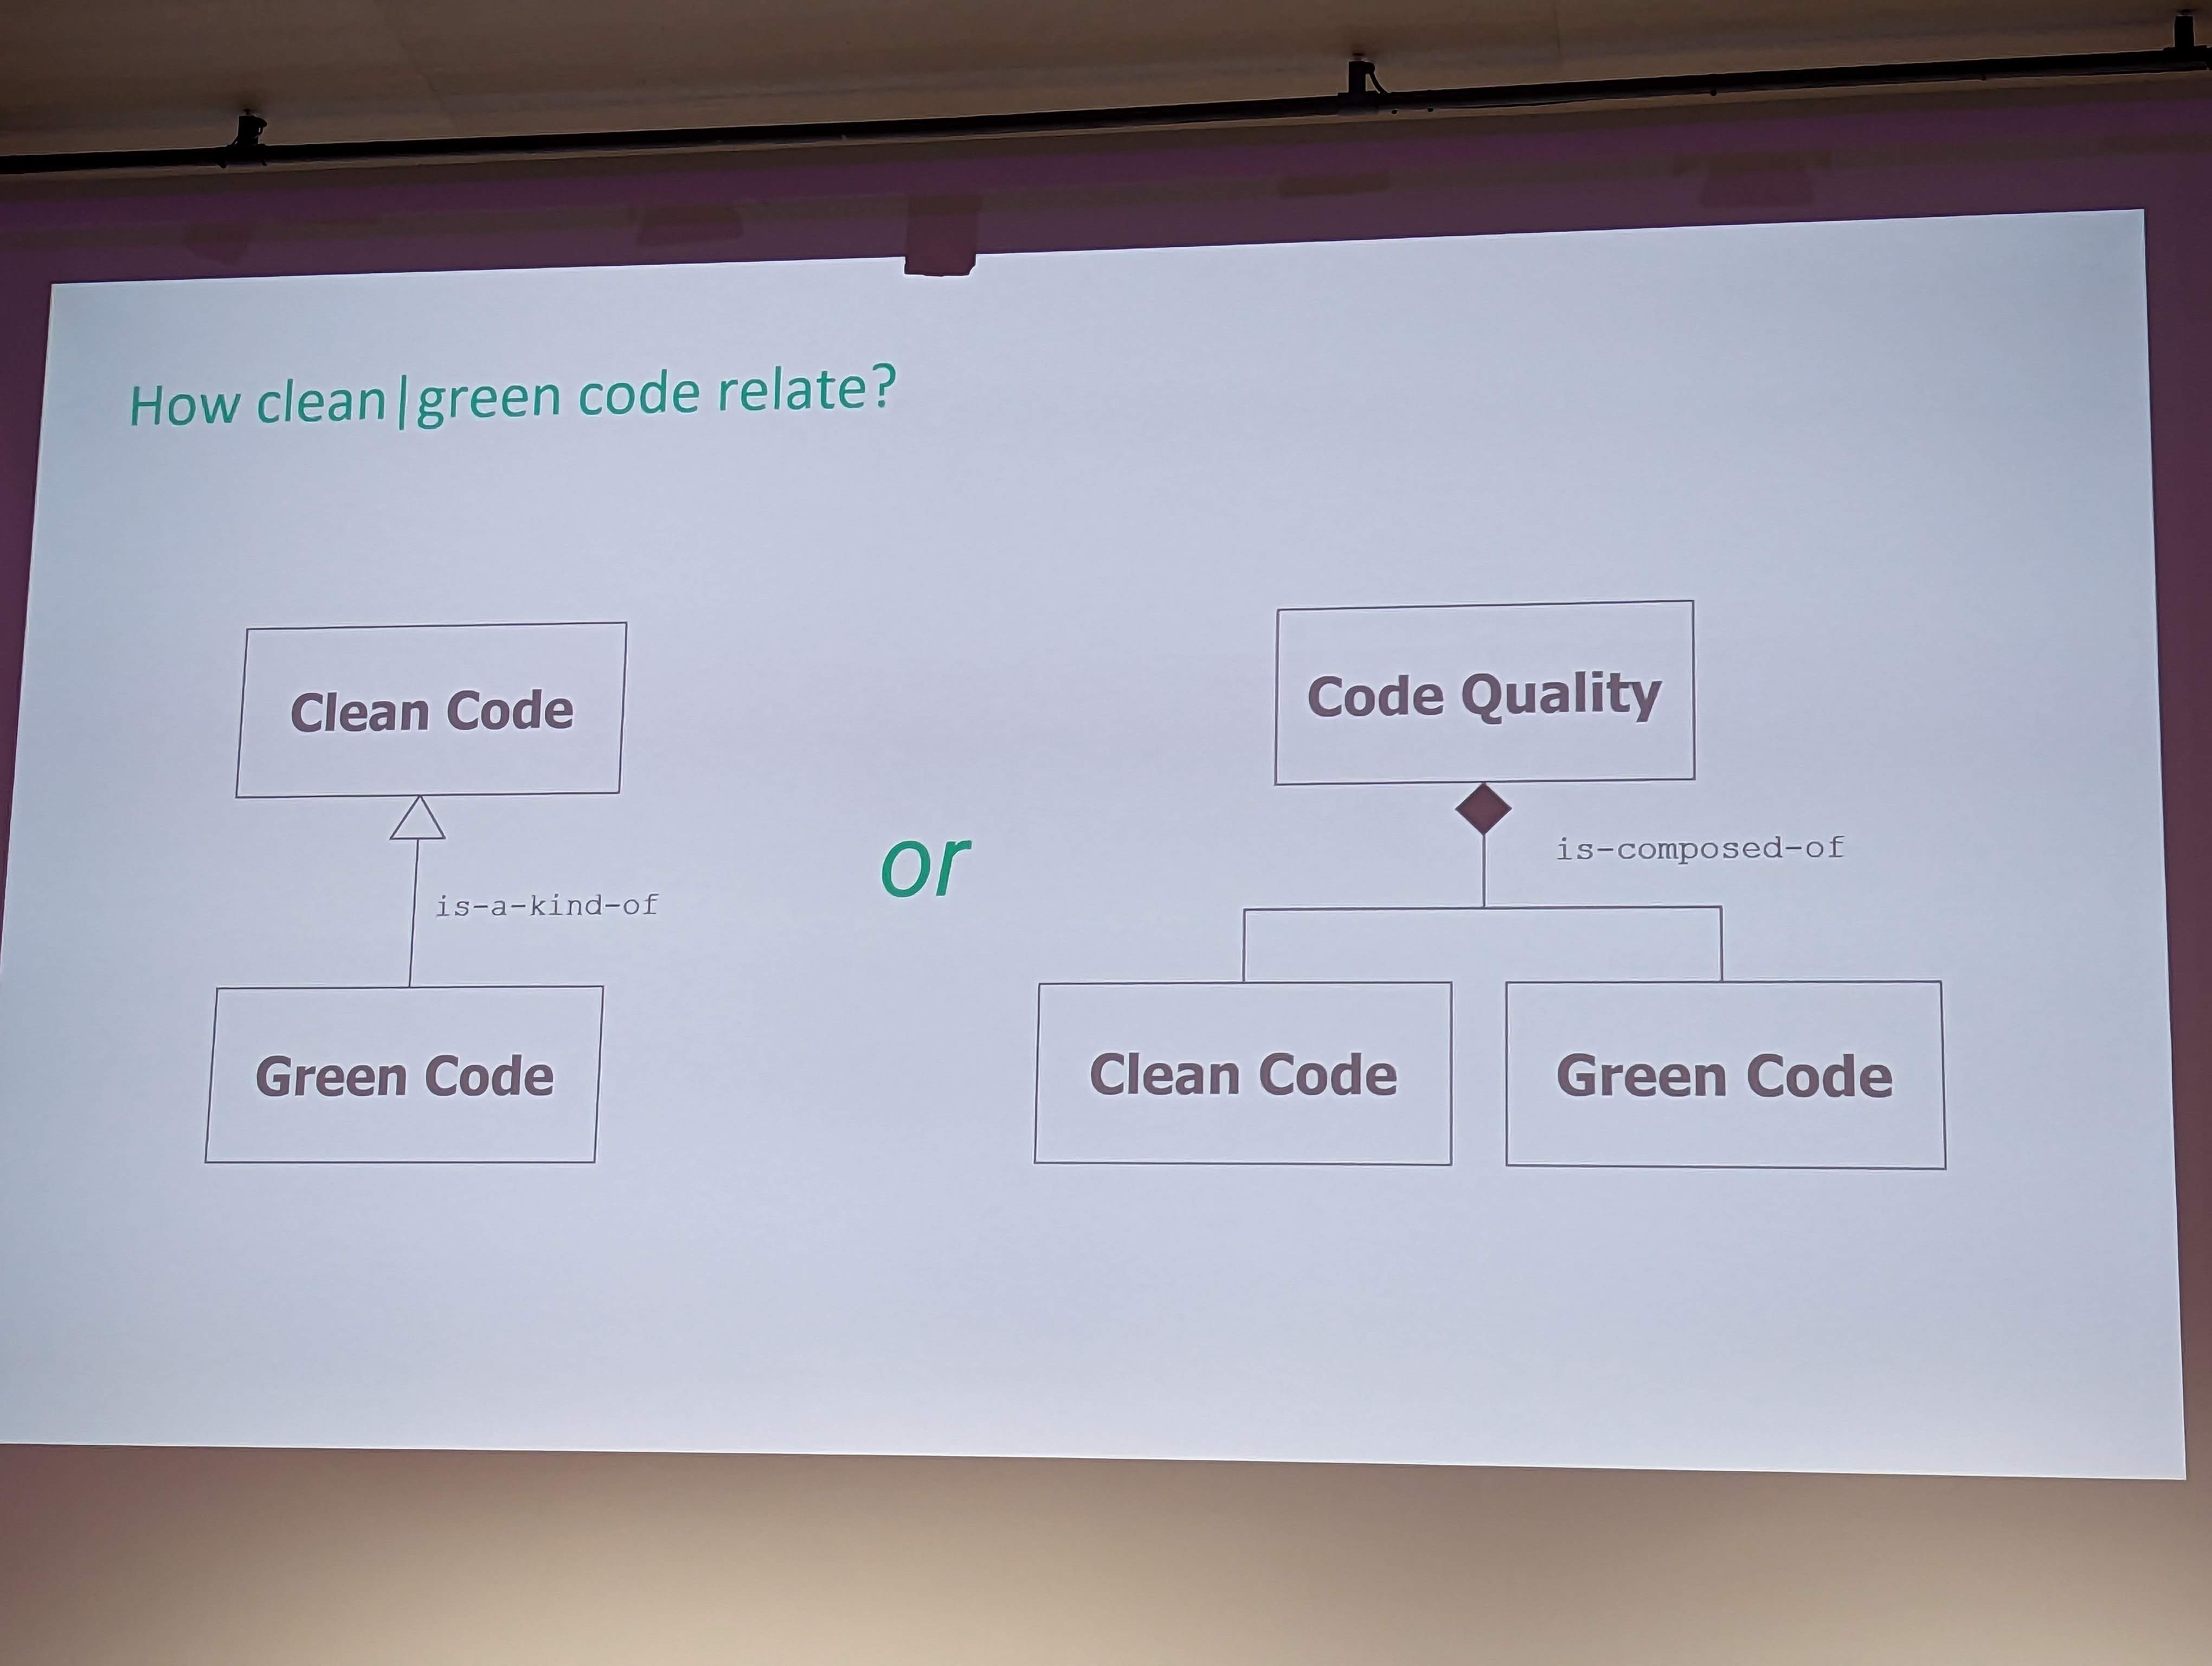 How clean|green code relate?
Clean Code
is-a-kind-of
Green Code
or
Code Quality
is-composed-of
Clean Code
Green Code